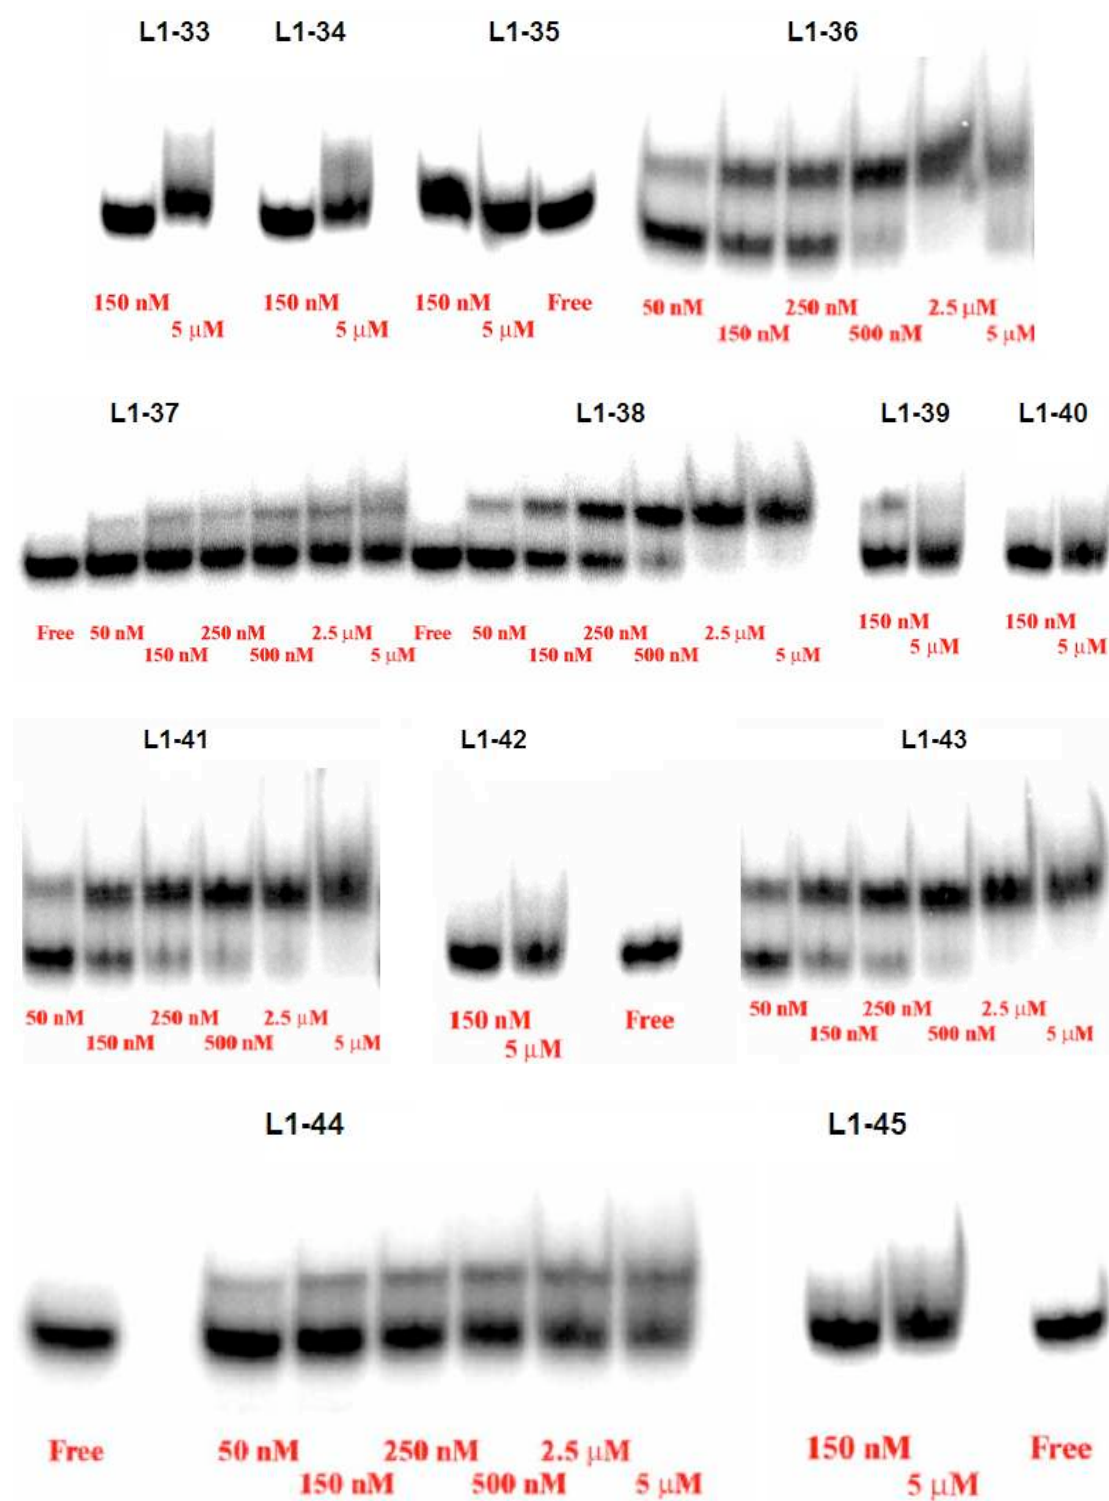 L1-33 L1-34 L1-35 L1-36
150 nM 150 nM 150 nM Free 50 nM 250 nM 2.5 μM
5 μM 5 μM 5 μM 150 nM 500 nM 5 μM
L1-37 L1-38 L1-39 L1-40
Free 50 nM 250 nM 2.5 μM Free 50 nM 250 nM 2.5 μM 150 nM 150 nM
150 nM 500 nM 5 μM 150 nM 500 nM 5 μM 5 μM 5 μM
L1-41 L1-42 L1-43
50 nM 250 nM 2.5 μM 150 nM Free 50 nM 250 nM 2.5 μM
150 nM 500 nM 5 μM 5 μM 150 nM 500 nM 5 μM
L1-44 L1-45
Free 50 nM 250 nM 2.5 μM 150 nM Free
150 nM 500 nM 5 μM 5 μM